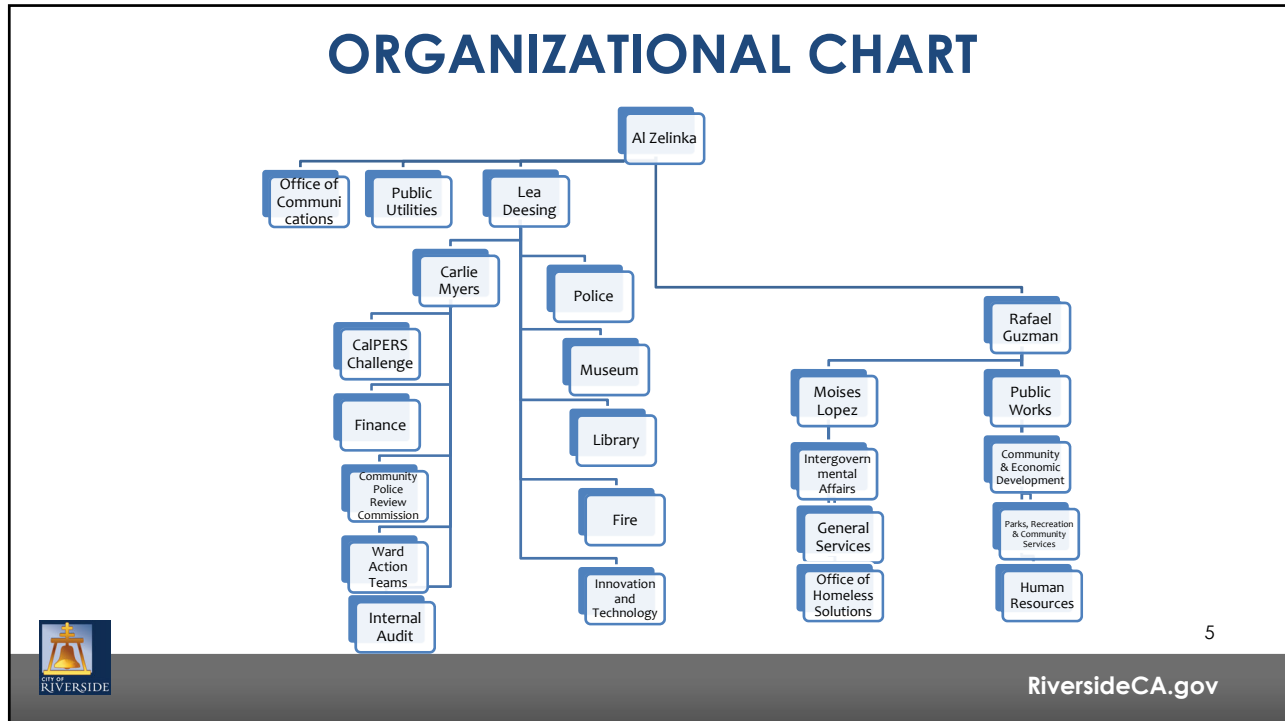 ORGANIZATIONAL CHART
Al Zelinka
Office of
Communi
cations
Public
Utilities
Lea
Deesing
Carlie
Myers
CalPERS
Challenge
Finance
Community
Police
Review
Commission
Ward
Action
Teams
Internal
Audit
Police
Museum
Library
Fire
Innovation
and
Technology
Rafael
Guzman
Moises
Lopez
Intergovern
mental
Affairs
General
Services
Office of
Homeless
Solutions
Public
Works
Community
& Economic
Development
Parks, Recreation
& Community
Services
Human
Resources
5
CITY OF
RIVERSIDE
RiversideCA.gov